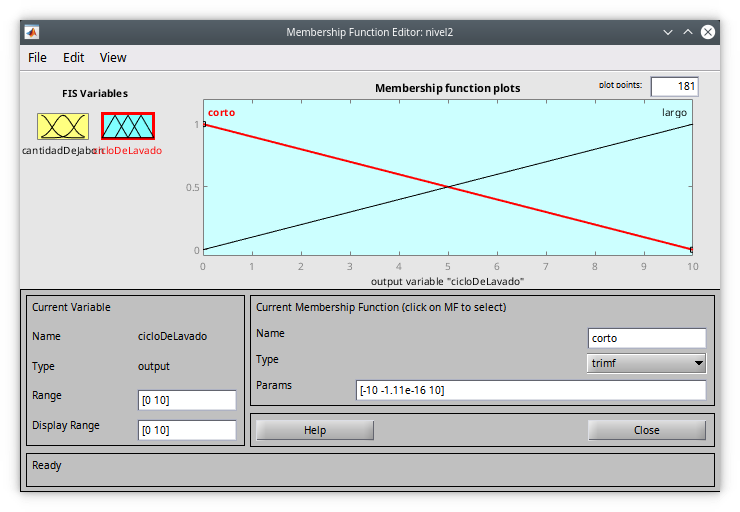 Membership Function Editor: nivel2
File Edit View
FIS Variables
cantidadDeJabon
cicloDeLavado
Membership function plots
plot points:
181
corto
largo
1
0.5
0
0 1 2 3 4 5 6 7 8 9 10
output variable "cicloDeLavado"
Current Variable
Name cicloDeLavado
Type output
Range [0 10]
Display Range [0 10]
Current Membership Function (click on MF to select)
Name corto
Type trimf
Params [-10 -1.11e-16 10]
Help Close
Ready